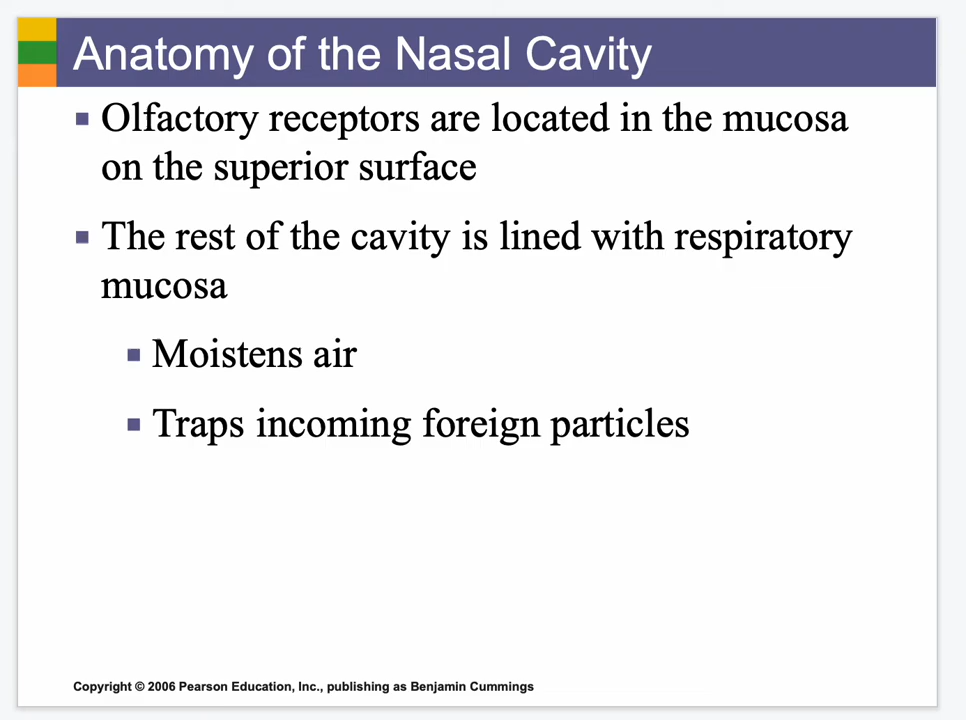 Anatomy of the Nasal Cavity
Olfactory receptors are located in the mucosa
on the superior surface
The rest of the cavity is lined with respiratory
mucosa
Moistens air
Traps incoming foreign particles
Copyright © 2006 Pearson Education, Inc., publishing as Benjamin Cummings